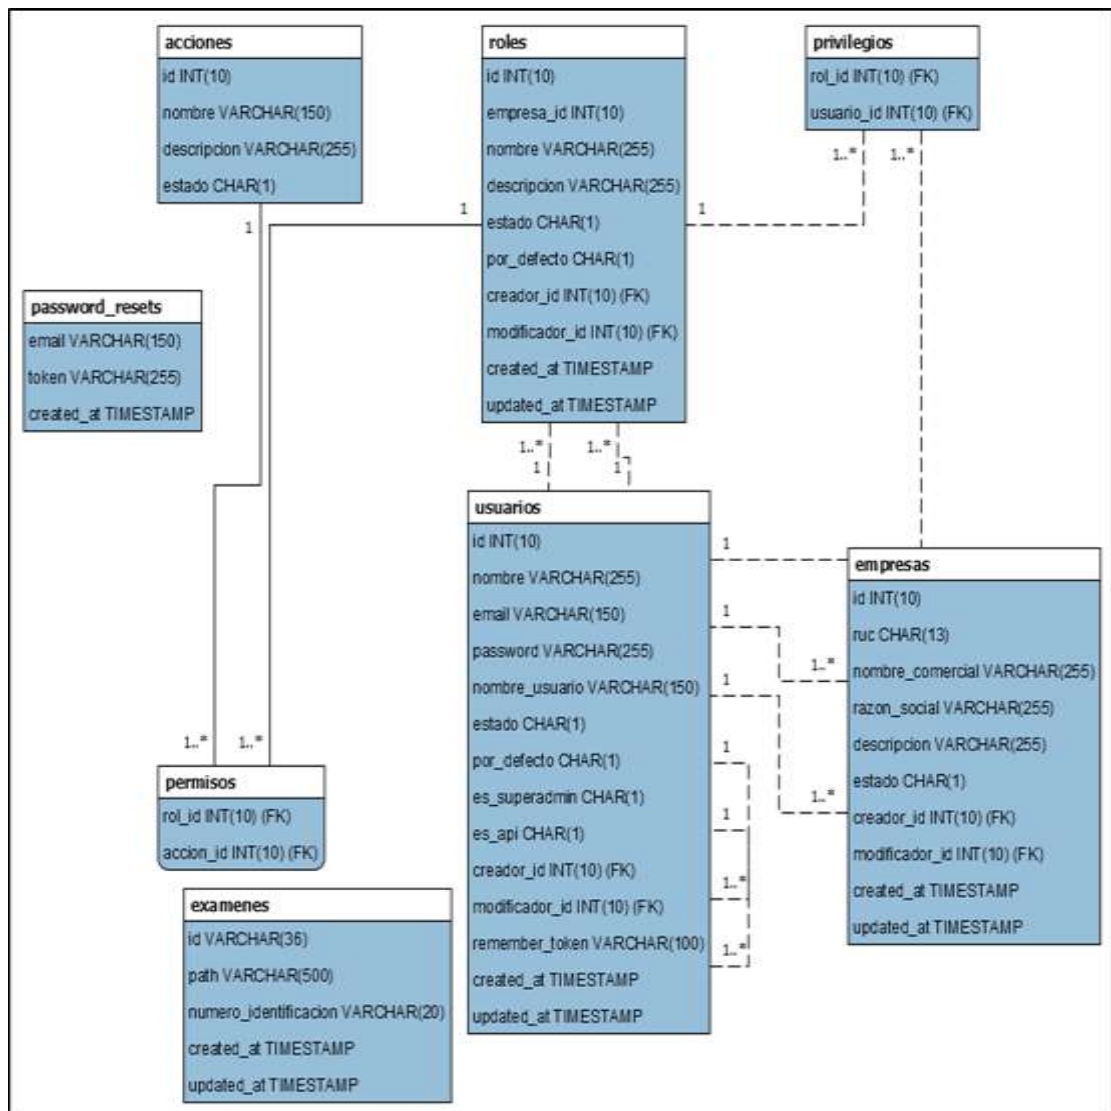 acciones
id INT(10)
nombre VARCHAR(150)
descripcion VARCHAR(255)
estado CHAR(1)
1
roles
id INT(10)
empresa_id INT(10)
nombre VARCHAR(255)
descripcion VARCHAR(255)
estado CHAR(1)
por_defecto CHAR(1)
creador_id INT(10) (FK)
modificador_id INT(10) (FK)
created_at TIMESTAMP
updated_at TIMESTAMP
1
1
1..*
1..*
1
1
privilegios
rol_id INT(10) (FK)
usuario_id INT(10) (FK)
1..*
1..*
password_resets
email VARCHAR(150)
token VARCHAR(255)
created_at TIMESTAMP
usuarios
id INT(10)
nombre VARCHAR(255)
email VARCHAR(150)
password VARCHAR(255)
nombre_usuario VARCHAR(150)
estado CHAR(1)
por_defecto CHAR(1)
es_superadmin CHAR(1)
es_api CHAR(1)
creador_id INT(10) (FK)
modificador_id INT(10) (FK)
remember_token VARCHAR(100)
created_at TIMESTAMP
updated_at TIMESTAMP
1
1
1
1
1
1..*
1..*
1..*
1..*
empresas
id INT(10)
ruc CHAR(13)
nombre_comercial VARCHAR(255)
razon_social VARCHAR(255)
descripcion VARCHAR(255)
estado CHAR(1)
creador_id INT(10) (FK)
modificador_id INT(10) (FK)
created_at TIMESTAMP
updated_at TIMESTAMP
1..*
1..*
permisos
rol_id INT(10) (FK)
accion_id INT(10) (FK)
examenes
id VARCHAR(36)
path VARCHAR(500)
numero_identificacion VARCHAR(20)
created_at TIMESTAMP
updated_at TIMESTAMP